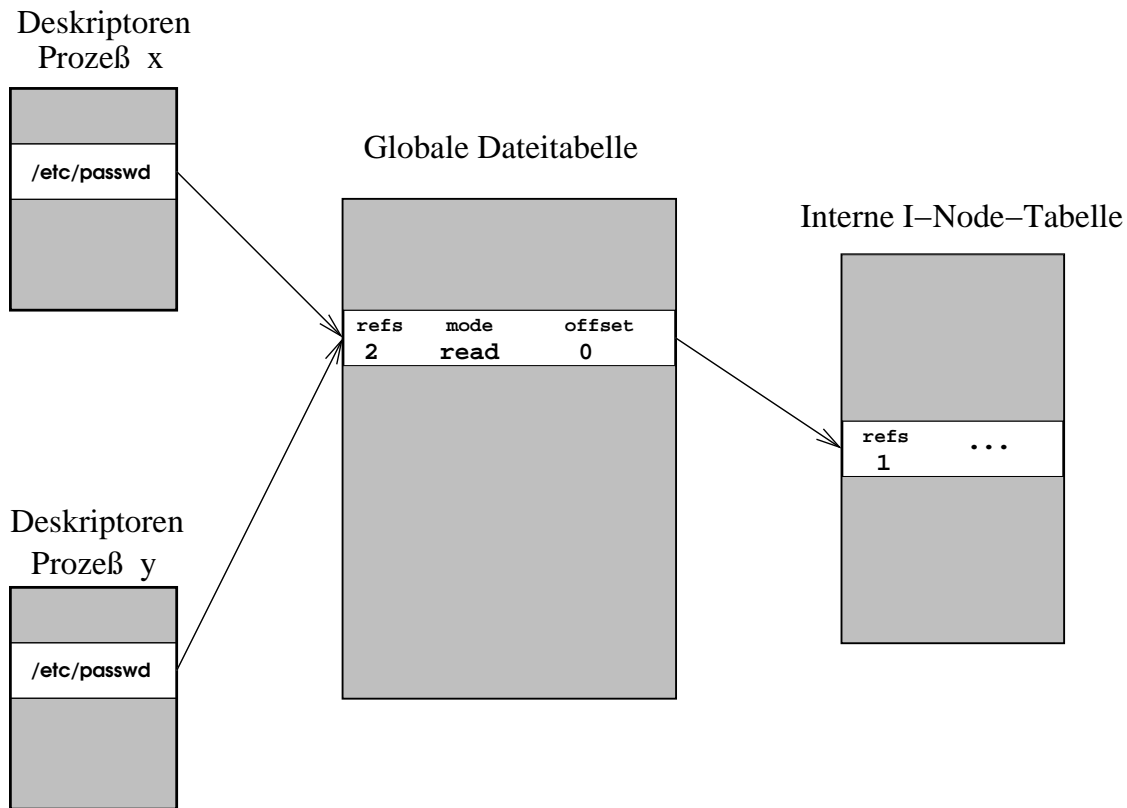 Deskriptoren
Prozeß x
/etc/passwd
Globale Dateitabelle
refs mode offset
2 read 0
Interne I−Node−Tabelle
refs ...
1
Deskriptoren
Prozeß y
/etc/passwd